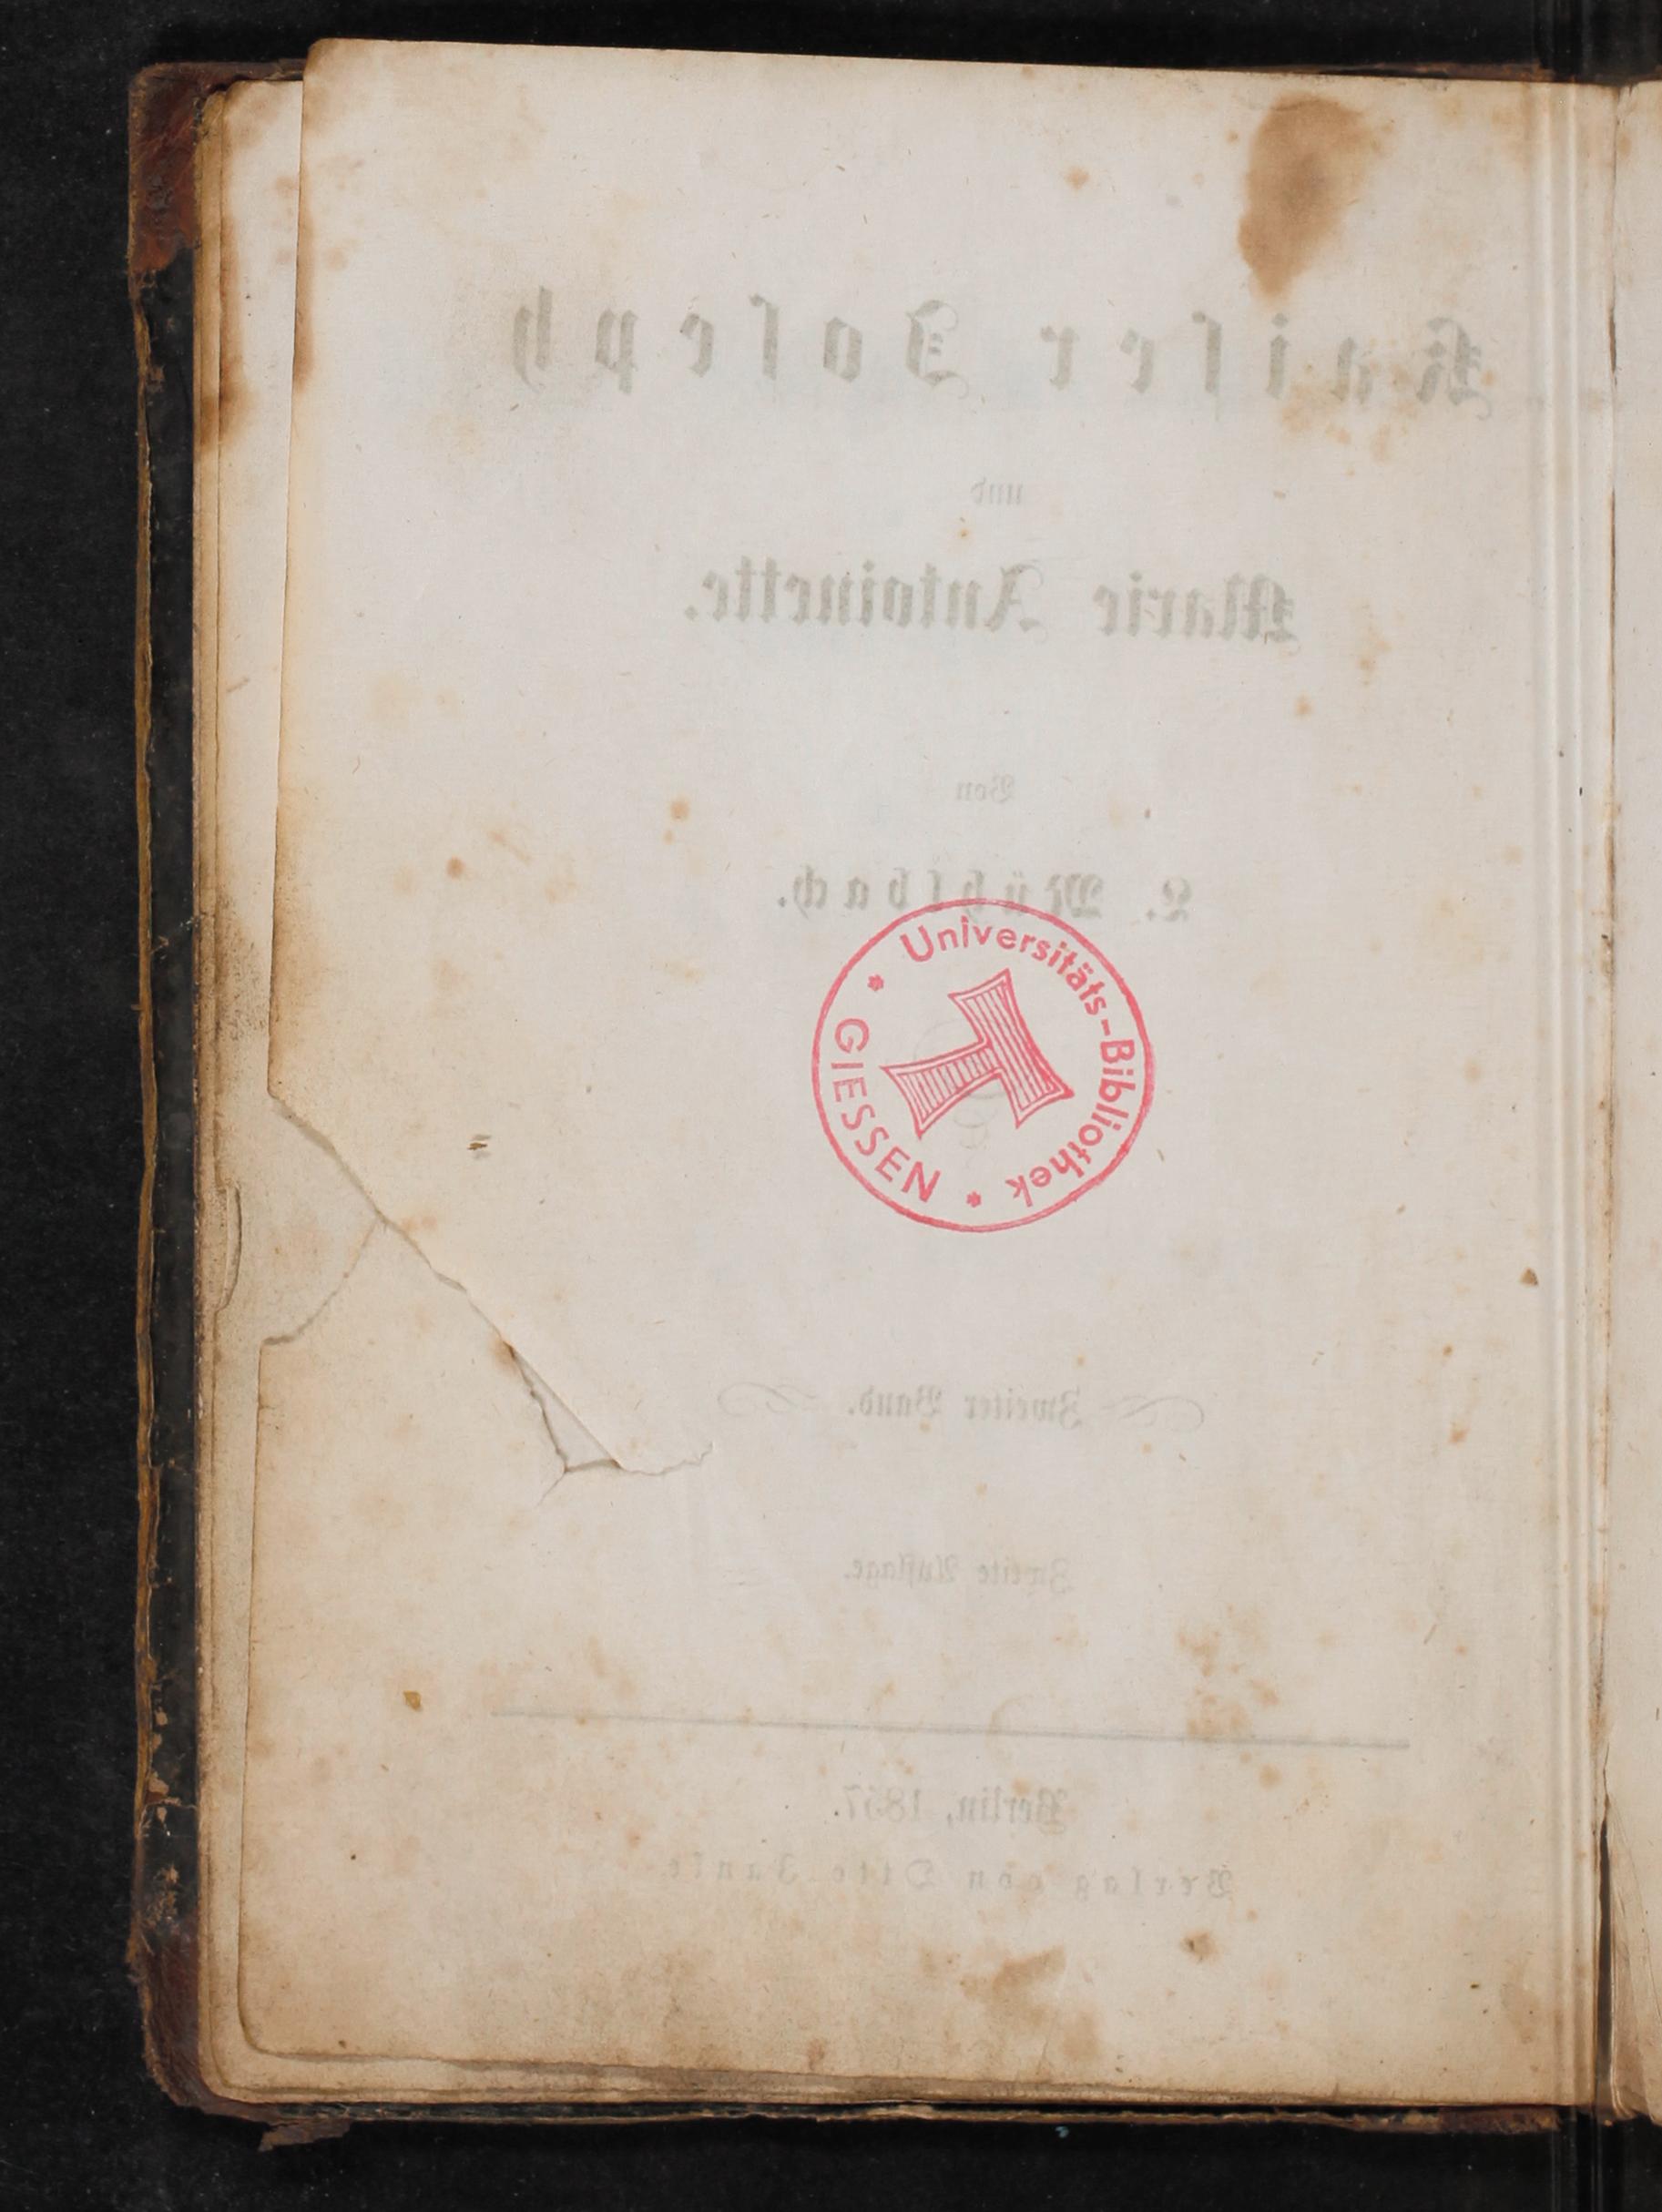 Kaiser Joseph
und
Marie Antoinette.
Von
L. Mühlbach.
Universitäts-Bibliothek
* GIESSEN *
Zweiter Band.
Zweite Auflage.
Berlin, 1857.
Verlag von Otto Janke.